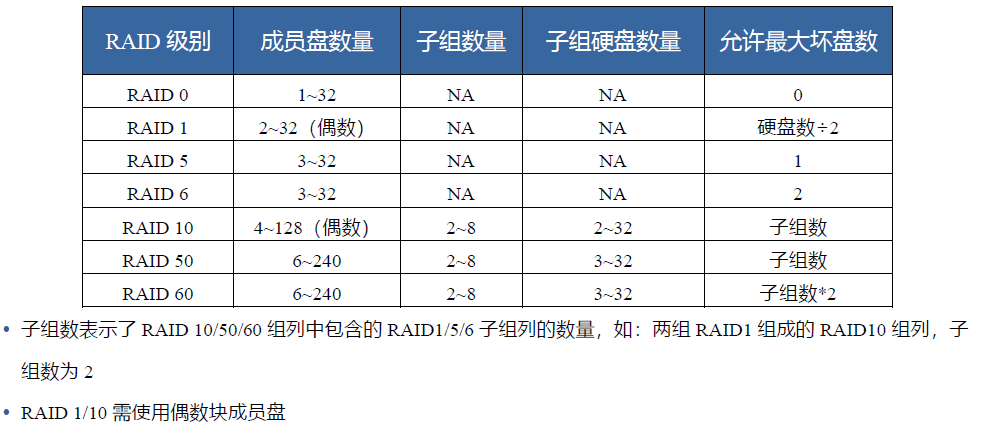 RAID 级别 成员盘数量 子组数量 子组硬盘数量 允许最大坏盘数
RAID 0 1~32 NA NA 0
RAID 1 2~32（偶数） NA NA 硬盘数÷2
RAID 5 3~32 NA NA 1
RAID 6 3~32 NA NA 2
RAID 10 4~128（偶数） 2~8 2~32 子组数
RAID 50 6~240 2~8 3~32 子组数
RAID 60 6~240 2~8 3~32 子组数*2
• 子组数表示了 RAID 10/50/60 组列中包含的 RAID1/5/6 子组列的数量，如：两组 RAID1 组成的 RAID10 组列，子
组数为 2
• RAID 1/10 需使用偶数块成员盘